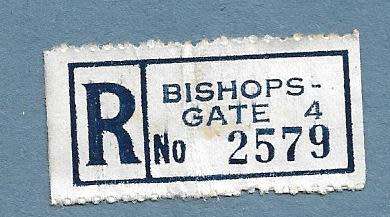 R
BISHOPS-
GATE 4
No 2579